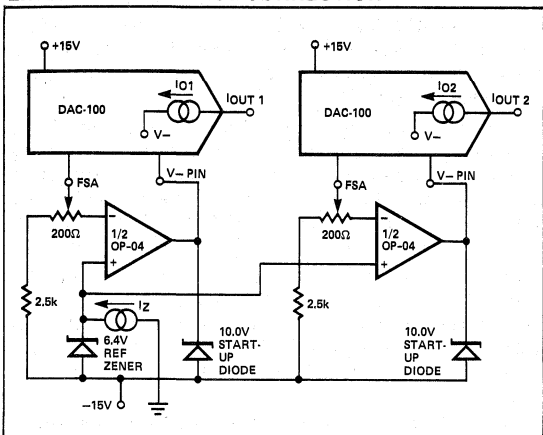 +15V
+15V
DAC-100
IO1
V–
IOUT 1
DAC-100
IO2
V–
IOUT 2
V– PIN
FSA
V– PIN
FSA
200Ω
–
1/2
OP-04
+
200Ω
–
1/2
OP-04
+
2.5k
IZ
2.5k
6.4V
REF
ZENER
10.0V
START-
UP
DIODE
10.0V
START-
UP
DIODE
–15V